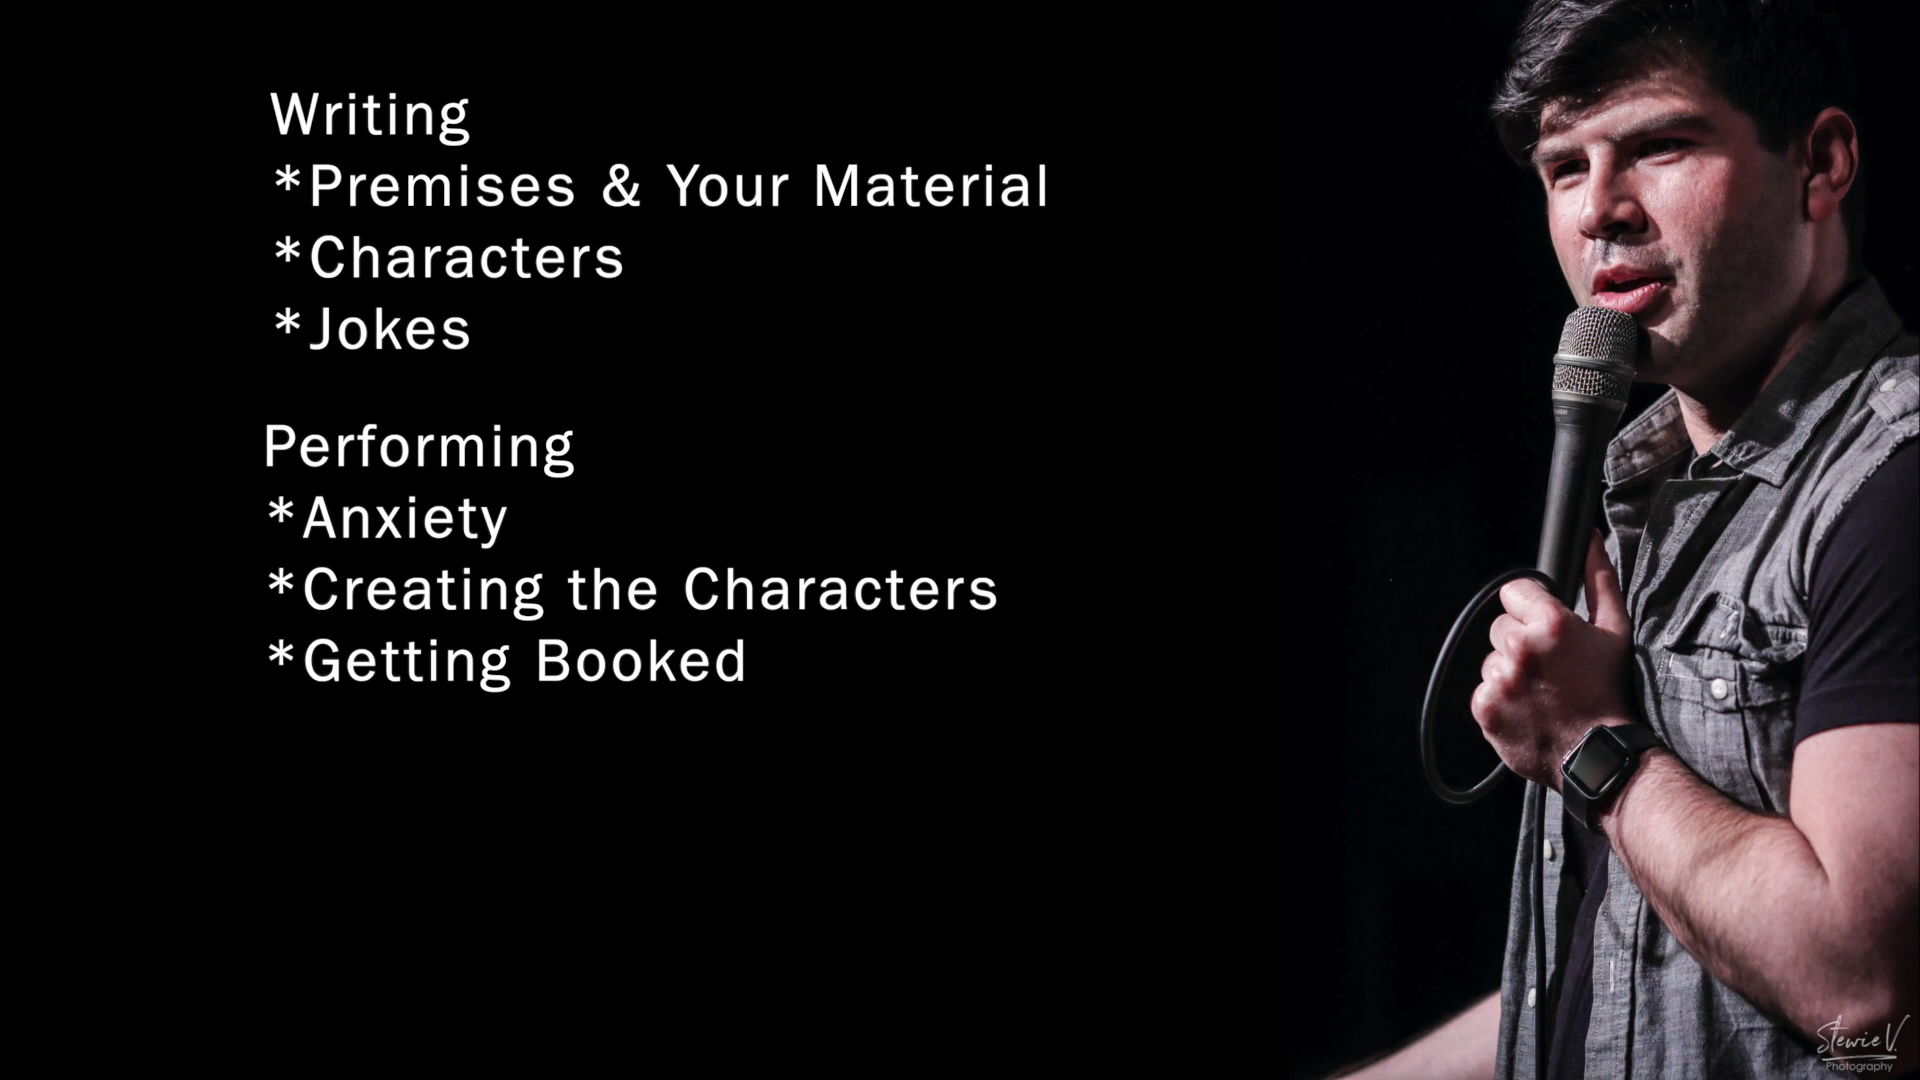 Writing
*Premises & Your Material
*Characters
*Jokes
Performing
*Anxiety
*Creating the Characters
*Getting Booked
Stewie V.
Photography